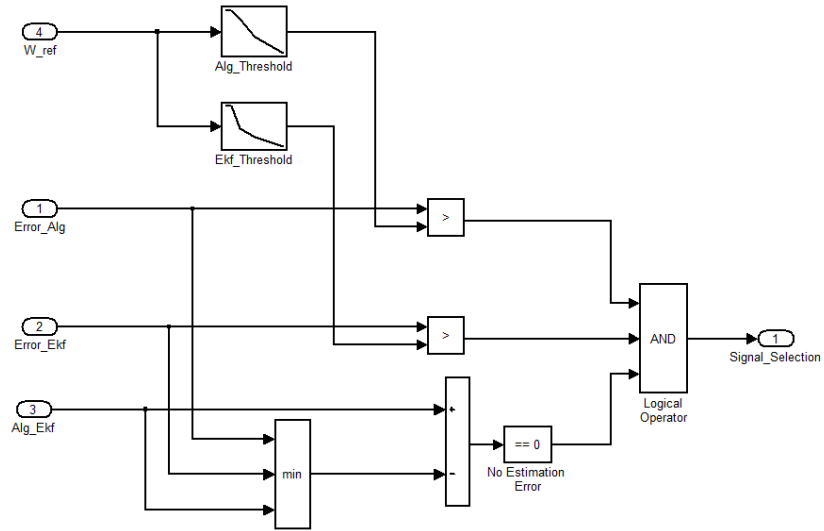 4
W_ref
Alg_Threshold
Ekf_Threshold
1
Error_Alg
>
2
Error_Ekf
>
AND
1
Signal_Selection
Logical
Operator
3
Alg_Ekf
+
-
min
== 0
No Estimation
Error